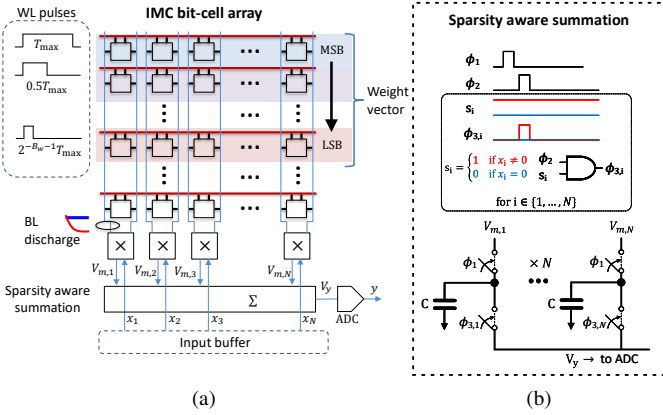 WL pulses
IMC bit-cell array
T_max
0.5T_max
2^{-B_w-1}T_max
MSB
LSB
Weight
vector
BL
discharge
× × × ×
V_{m,1} V_{m,2} V_{m,3} V_{m,N}
Sparsity aware
summation
Σ
V_y
ADC
y
x_1 x_2 x_3 x_N
Input buffer
(a)
Sparsity aware summation
ϕ_1
ϕ_2
s_i
ϕ_{3,i}
s_i = { 1 if x_i ≠ 0
0 if x_i = 0
ϕ_2
s_i
ϕ_{3,i}
for i ∈ {1, ..., N}
V_{m,1} V_{m,N}
ϕ_1 × N ϕ_1
C C
ϕ_{3,1} ϕ_{3,N}
V_y → to ADC
(b)